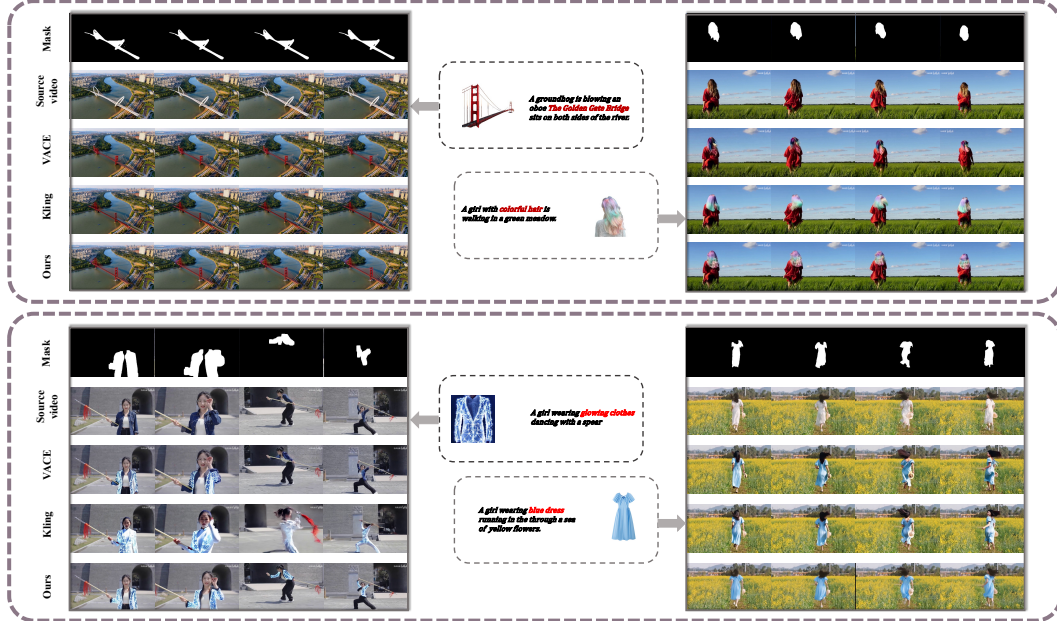 Mask
Source
video
VACE
Kling
Ours
A groundhog is blowing an
oboe The Golden Gate Bridge
sits on both sides of the river.
A girl with colorful hair is
walking in a green meadow.
Mask
Source
video
VACE
Kling
Ours
A girl wearing glowing clothes
dancing with a spear
A girl wearing blue dress
running in the through a sea
of yellow flowers.